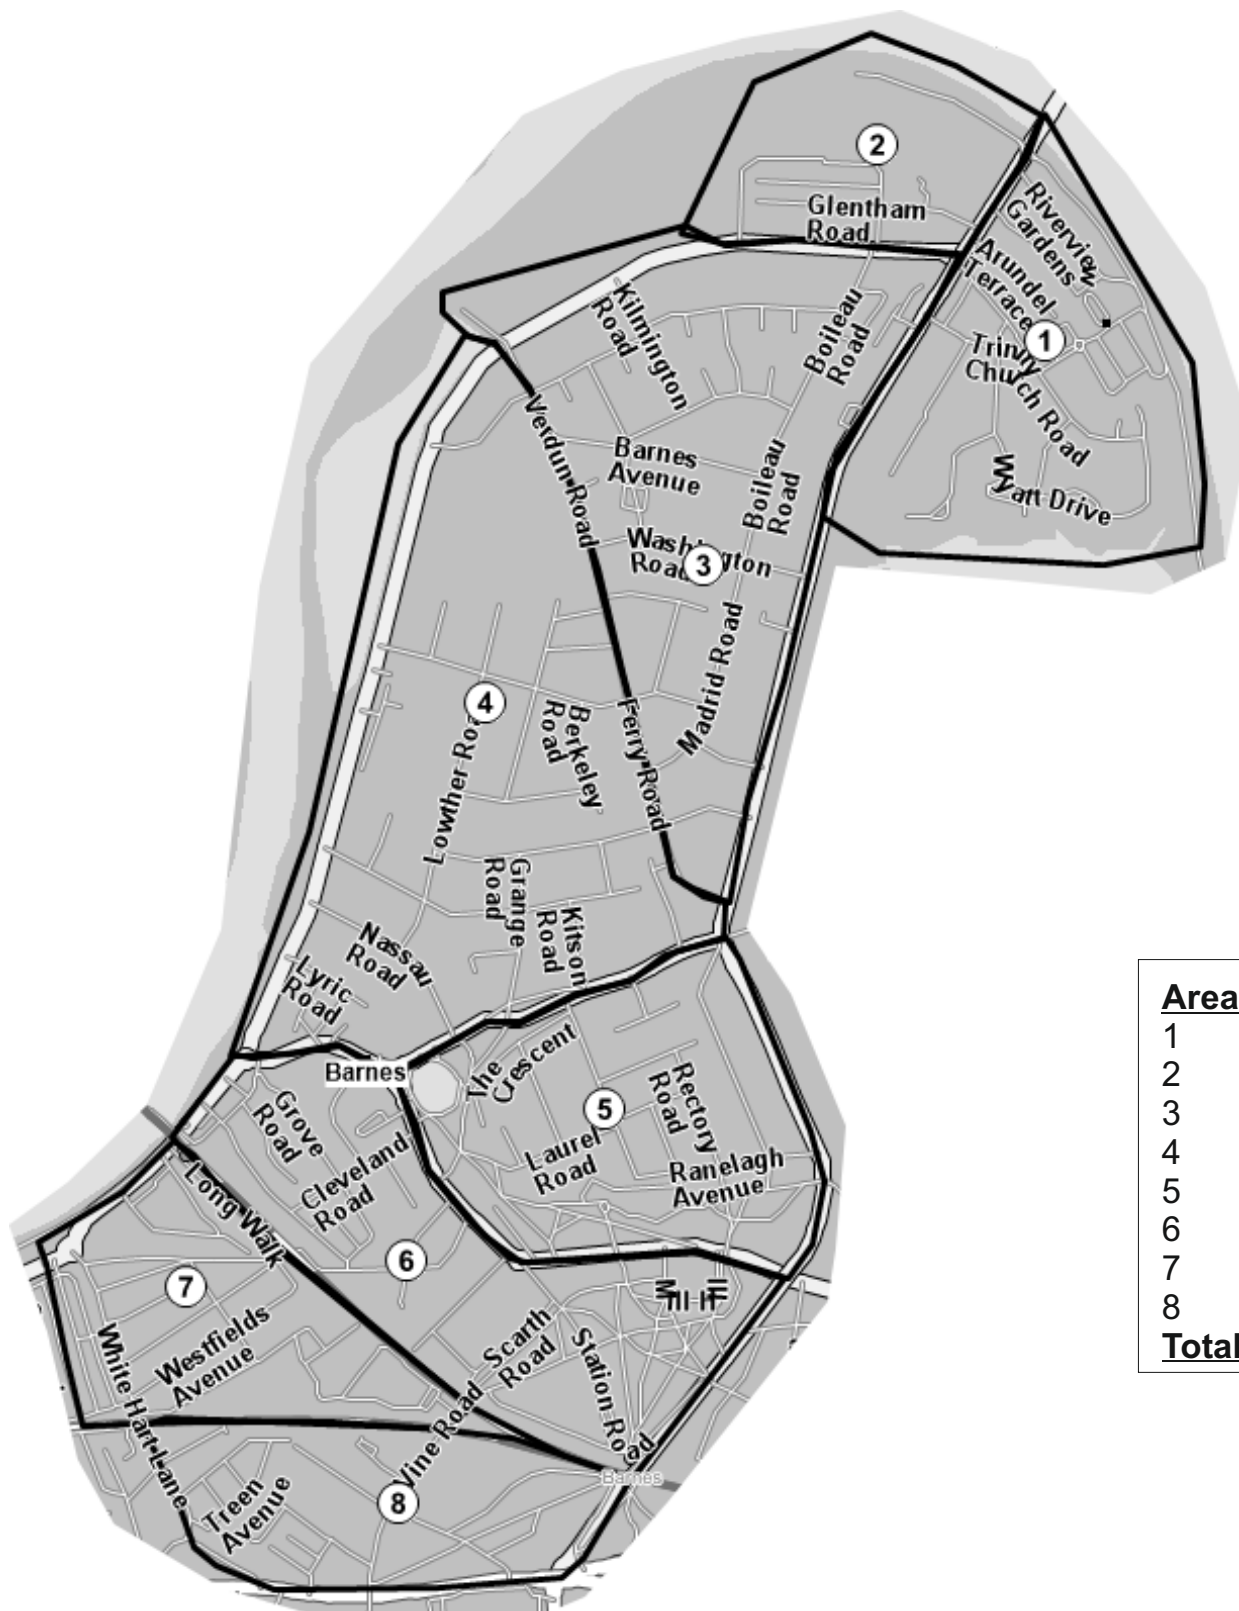 2
Glentham
Road
Riverview
Gardens
Arundel
Terrace
1
Trinity
Church Road
Wyatt Drive
Kilmington
Road
Boileau
Road
Verdun Road
Barnes
Avenue
Boileau
Road
Washington
Road
3
Madrid Road
4
Lowther Road
Berkeley
Road
Ferry Road
Grange
Road
Kitson
Road
Nassau
Road
Lyric
Road
Barnes
The
Crescent
5
Rectory
Road
Laurel
Road
Ranelagh
Avenue
Grove
Road
Cleveland
Road
Long Walk
6
7
Westfields
Avenue
White Hart Lane
Scarth
Road
Station Road
Mill Hill
Vine Road
Barnes
8
Treen
Avenue
Area
1
2
3
4
5
6
7
8
Total